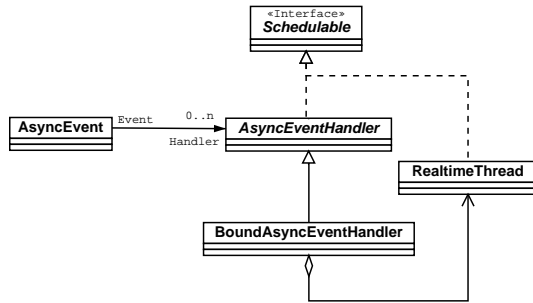 «Interface»
Schedulable
AsyncEvent
Event
0..n
Handler
AsyncEventHandler
RealtimeThread
BoundAsyncEventHandler